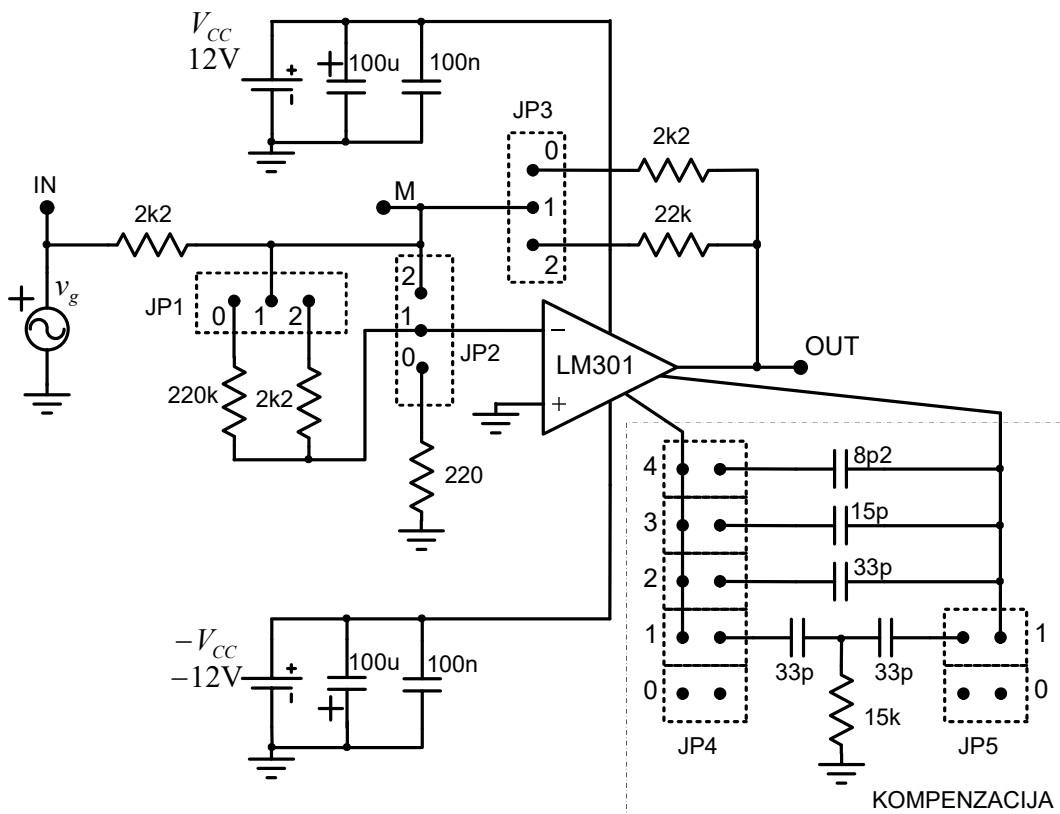 V_CC
12V
+
100u
100n
JP3
0
2k2
1
22k
2
IN
M
2k2
v_g
+
JP1
0
1
2
220k
2k2
2
1
0
JP2
220
−
LM301
+
OUT
4
8p2
3
15p
2
33p
1
33p
33p
1
0
15k
0
JP4
JP5
KOMPENZACIJA
−V_CC
−12V
100u
+
100n